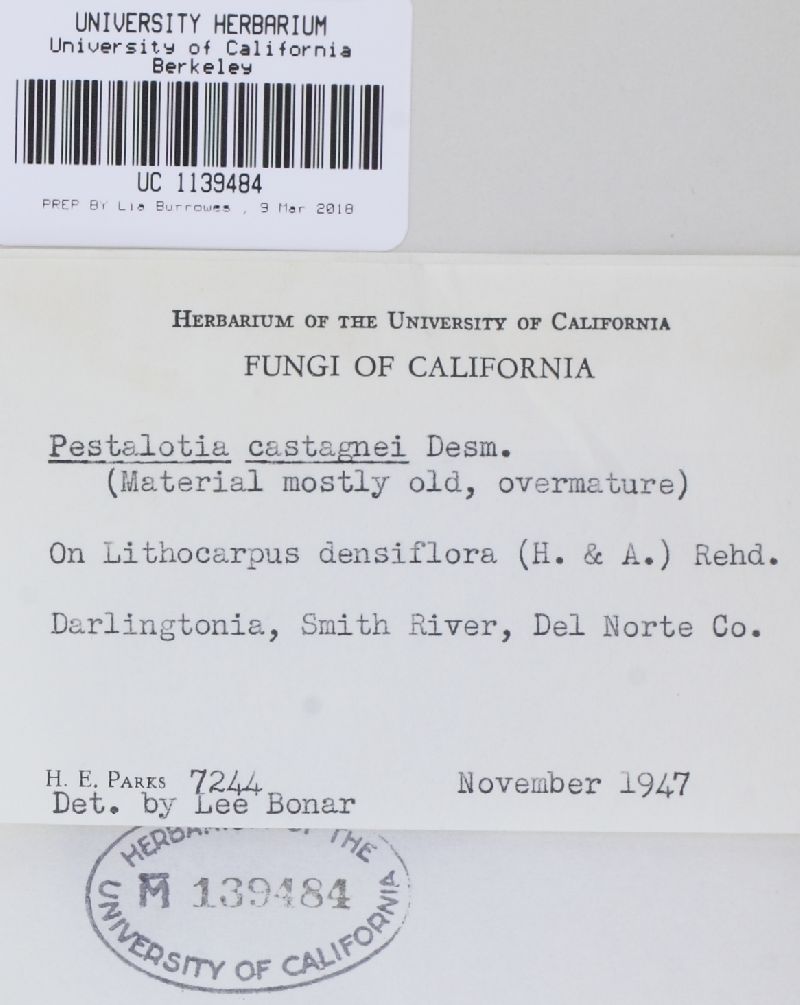 UNIVERSITY HERBARIUM
University of California
Berkeley
UC 1139484
PREP BY Lia Burrowes , 9 Mar 2018
HERBARIUM OF THE UNIVERSITY OF CALIFORNIA
FUNGI OF CALIFORNIA
Pestalotia castagnei Desm.
(Material mostly old, overmature)
On Lithocarpus densiflora (H. & A.) Rehd.
Darlingtonia, Smith River, Del Norte Co.
H. E. PARKS 7244 November 1947
Det. by Lee Bonar
HERBARIUM OF THE
M 139484
UNIVERSITY OF CALIFORNIA